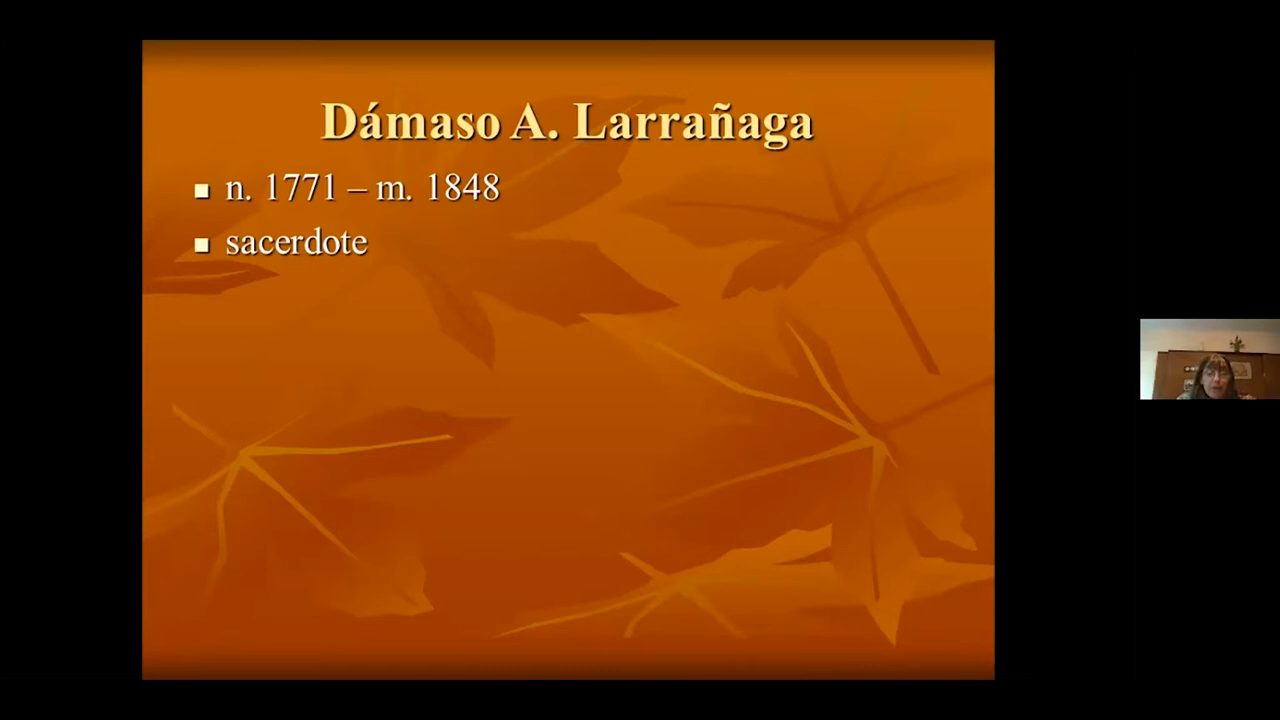 Dámaso A. Larrañaga
n. 1771 – m. 1848
sacerdote